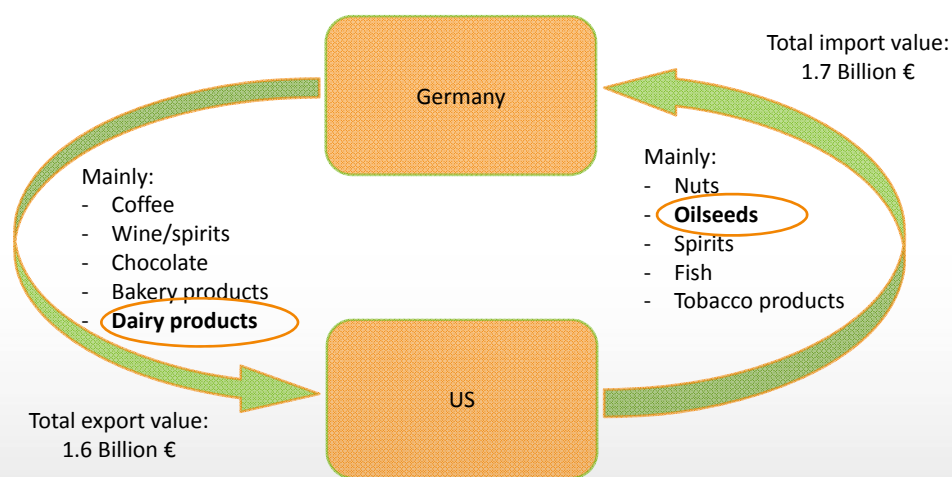 Germany
Total import value:
1.7 Billion €
Mainly:
- Coffee
- Wine/spirits
- Chocolate
- Bakery products
- Dairy products
Mainly:
- Nuts
- Oilseeds
- Spirits
- Fish
- Tobacco products
US
Total export value:
1.6 Billion €